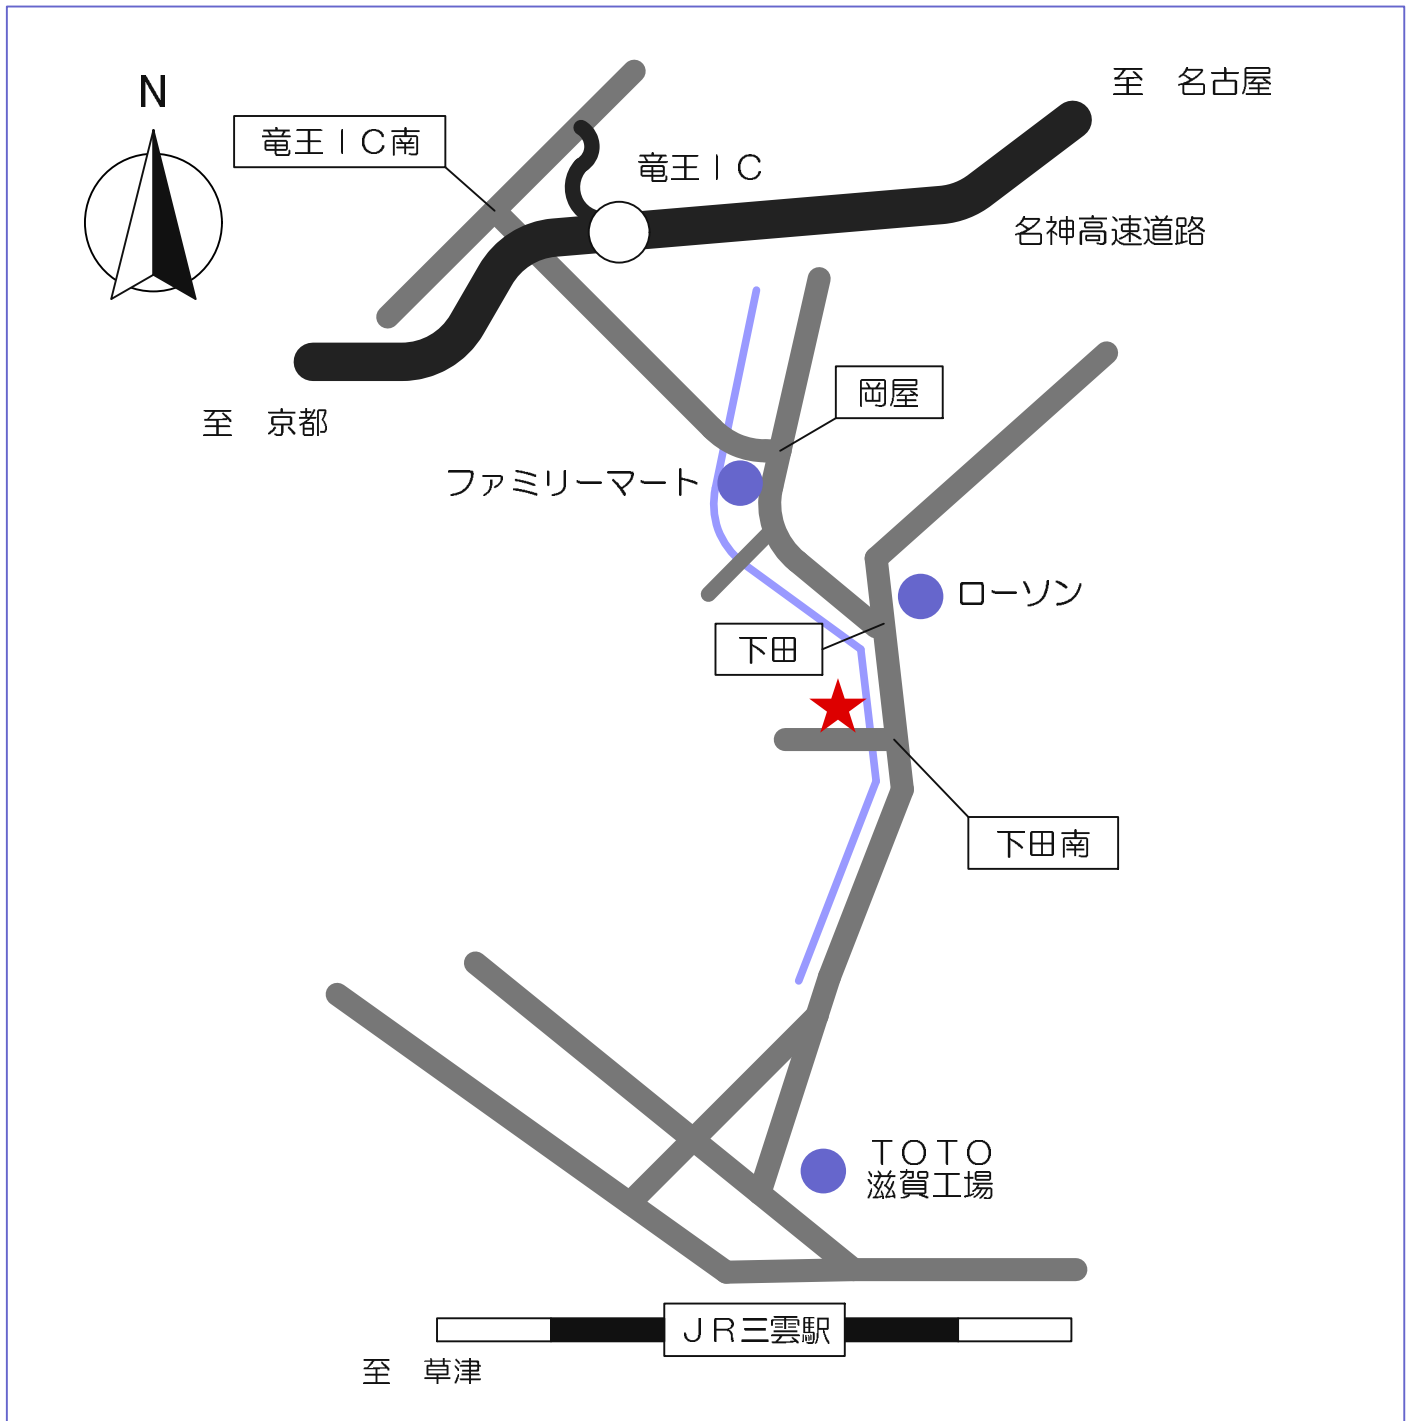 N
至　名古屋
竜王ＩＣ南
竜王ＩＣ
名神高速道路
岡屋
至　京都
ファミリーマート
ローソン
下田
下田南
ＴＯＴＯ
滋賀工場
ＪＲ三雲駅
至　草津